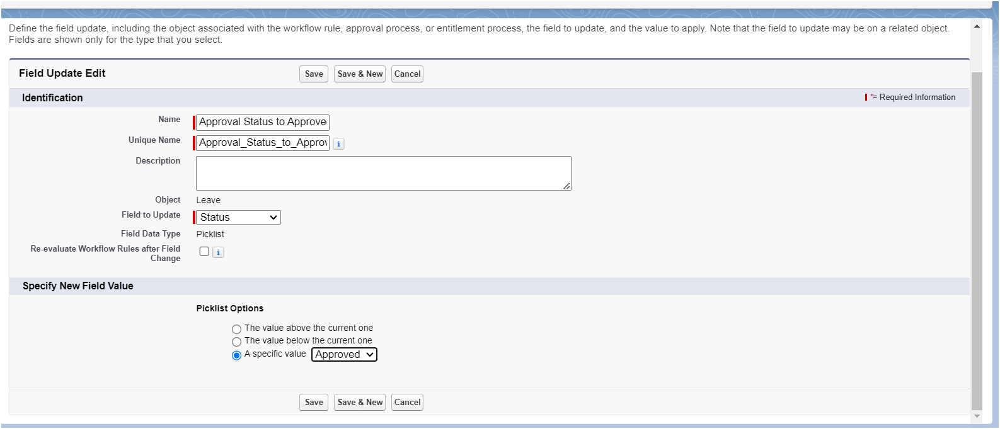 Define the field update, including the object associated with the workflow rule, approval process, or entitlement process, the field to update, and the value to apply. Note that the field to update may be on a related object.
Fields are shown only for the type that you select.
Field Update Edit Save Save & New Cancel
Identification *= Required Information
Name Approval Status to Approve
Unique Name Approval_Status_to_Approv i
Description
Object Leave
Field to Update Status
Field Data Type Picklist
Re-evaluate Workflow Rules after Field
Change i
Specify New Field Value
Picklist Options
The value above the current one
The value below the current one
A specific value Approved
Save Save & New Cancel